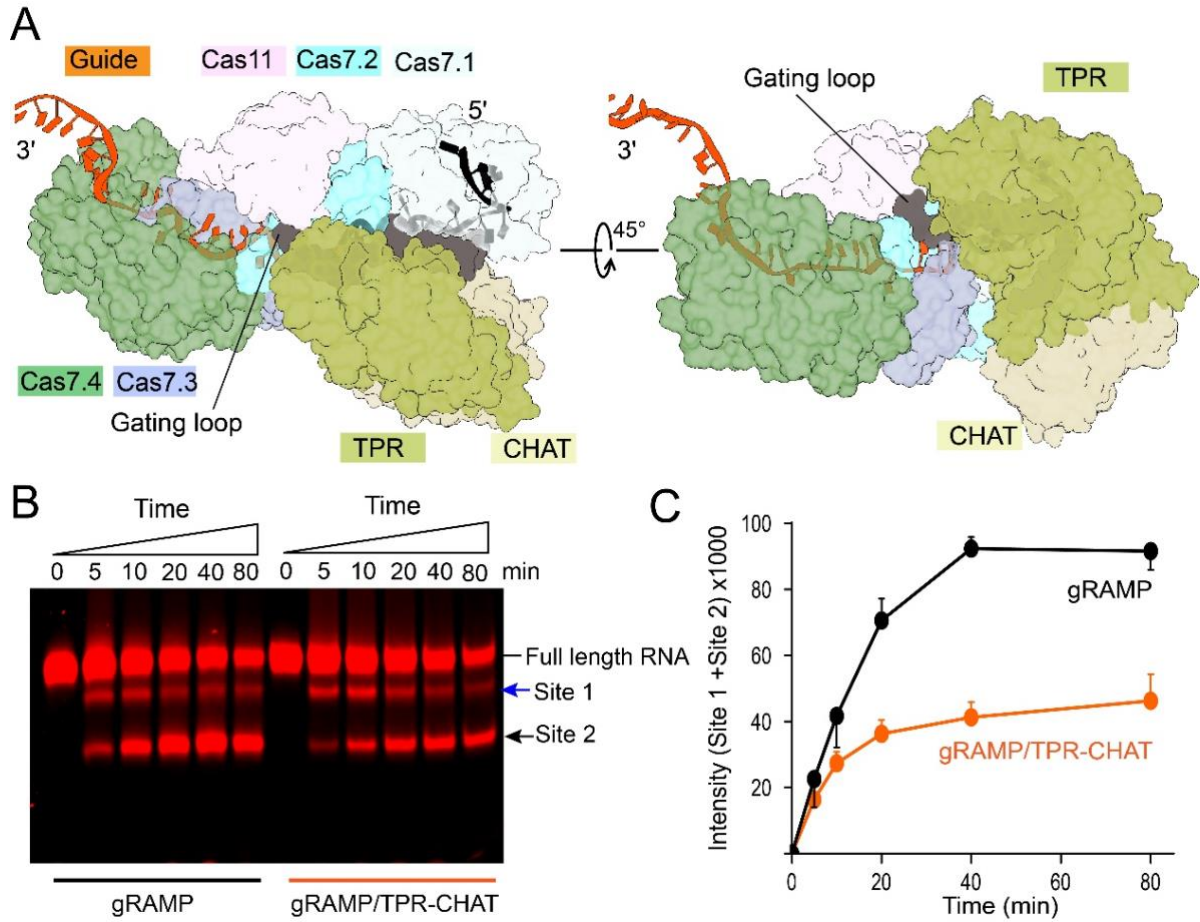 A
Guide
Cas11
Cas7.2
Cas7.1
5'
3'
Cas7.4
Cas7.3
Gating loop
TPR
CHAT
45°
Gating loop
TPR
3'
CHAT
B
Time
Time
0 5 10 20 40 80 0 5 10 20 40 80 min
Full length RNA
Site 1
Site 2
gRAMP
gRAMP/TPR-CHAT
C
Intensity (Site 1 +Site 2) x1000
100
80
60
40
20
gRAMP
gRAMP/TPR-CHAT
0 20 40 60 80
Time (min)